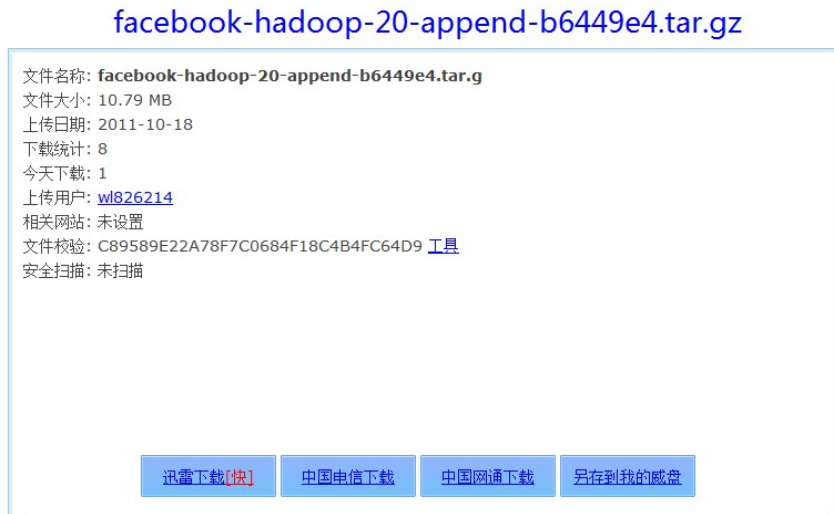 facebook-hadoop-20-append-b6449e4.tar.gz
文件名称: facebook-hadoop-20-append-b6449e4.tar.g
文件大小: 10.79 MB
上传日期: 2011-10-18
下载统计: 8
今天下载: 1
上传用户: wl826214
相关网站: 未设置
文件校验: C89589E22A78F7C0684F18C4B4FC64D9 工具
安全扫描: 未扫描
迅雷下载[快] 中国电信下载 中国网通下载 另存到我的威盘